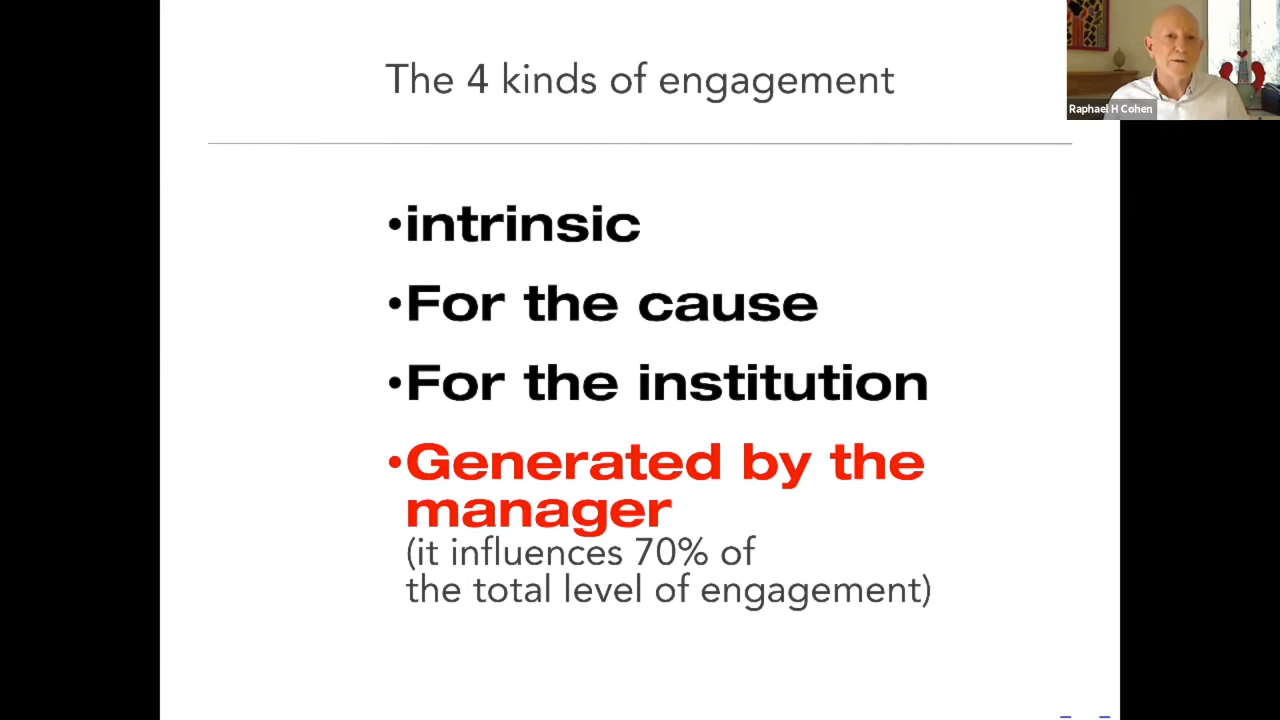 The 4 kinds of engagement
Raphael H Cohen
•intrinsic
•For the cause
•For the institution
•Generated by the
manager
(it influences 70% of
the total level of engagement)